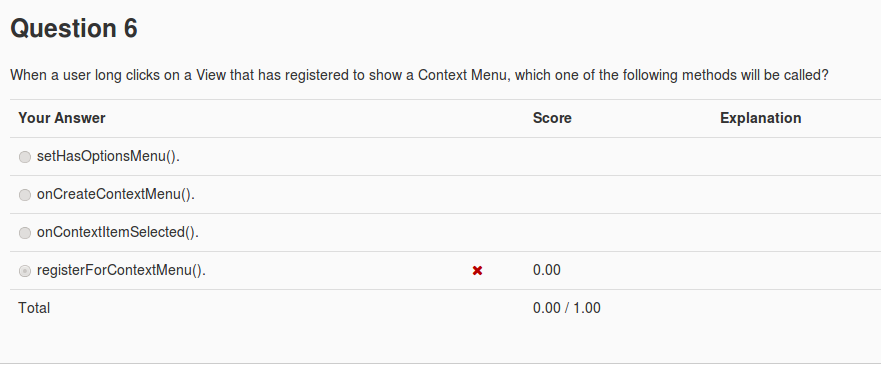 Question 6
When a user long clicks on a View that has registered to show a Context Menu, which one of the following methods will be called?
Your Answer Score Explanation
setHasOptionsMenu().
onCreateContextMenu().
onContextItemSelected().
registerForContextMenu(). ✖ 0.00
Total 0.00 / 1.00